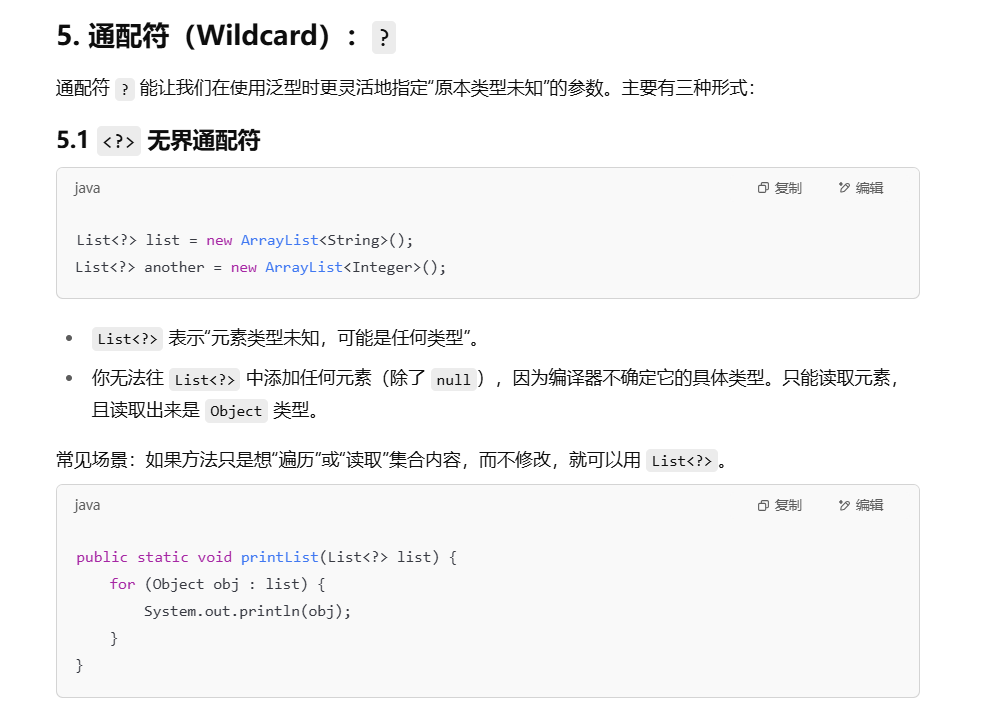 5. 通配符（Wildcard）： ?
通配符 ? 能让我们在使用泛型时更灵活地指定“原本类型未知”的参数。主要有三种形式：
5.1 <?> 无界通配符
java 复制 编辑
List<?> list = new ArrayList<String>();
List<?> another = new ArrayList<Integer>();
• List<?> 表示“元素类型未知，可能是任何类型”。
• 你无法往 List<?> 中添加任何元素（除了 null ），因为编译器不确定它的具体类型。只能读取元素，
且读取出来是 Object 类型。
常见场景：如果方法只是想“遍历”或“读取”集合内容，而不修改，就可以用 List<?> 。
java 复制 编辑
public static void printList(List<?> list) {
    for (Object obj : list) {
        System.out.println(obj);
    }
}